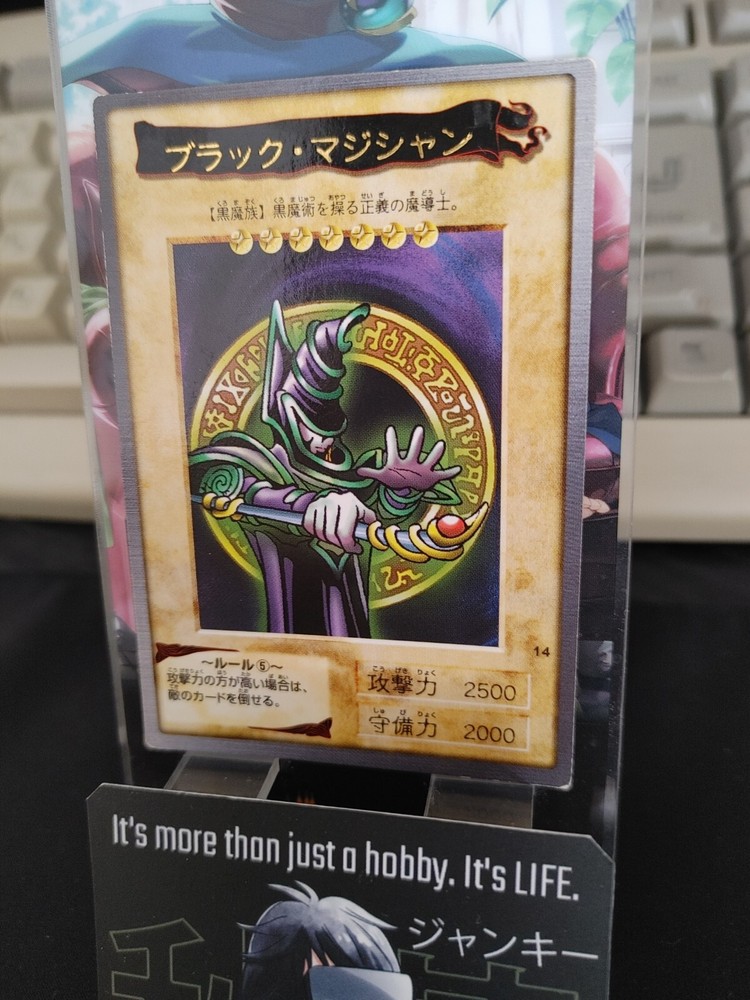 ブラック・マジシャン
【黒魔族】黒魔術を操る正義の魔導士。
14
～ルール⑤～
攻撃力の方が高い場合は、
敵のカードを倒せる。
攻撃力 2500
守備力 2000
It's more than just a hobby. It's LIFE.
ジャンキー